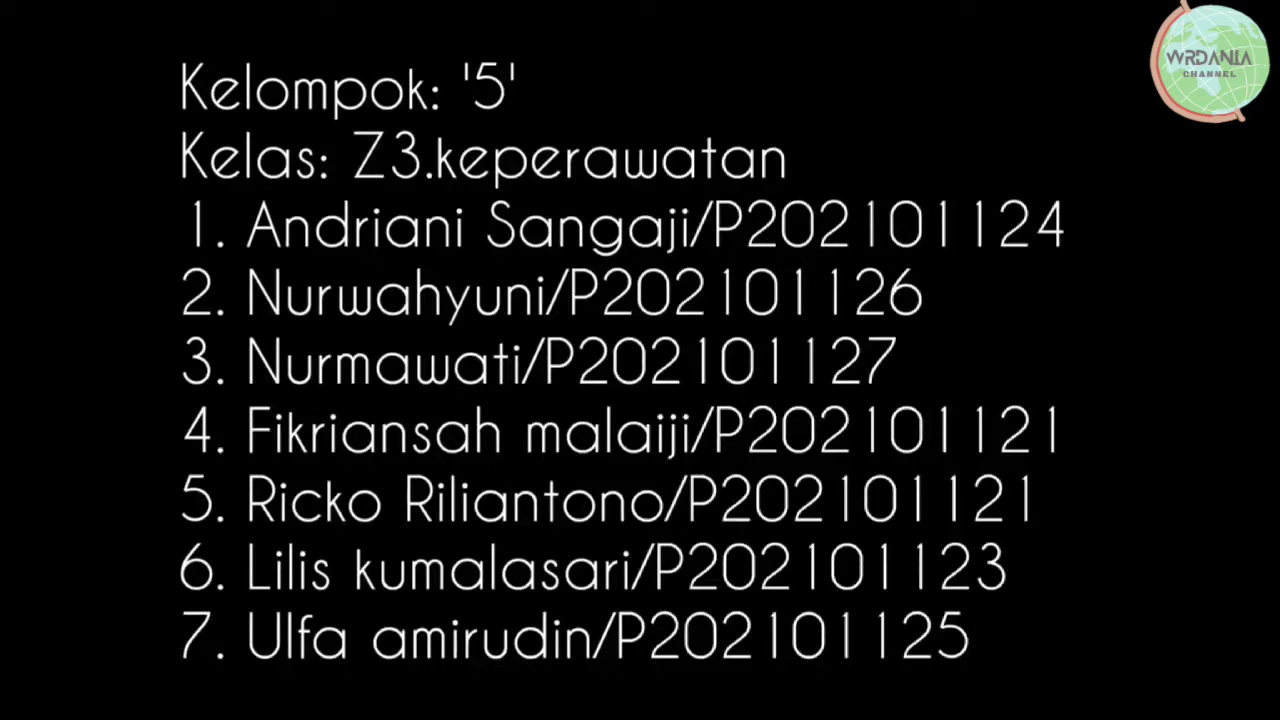 WRDANIA
CHANNEL
Kelompok: '5'
Kelas: Z3.keperawatan
1. Andriani Sangaji/P202101124
2. Nurwahyuni/P202101126
3. Nurmawati/P202101127
4. Fikriansah malaiji/P202101121
5. Ricko Riliantono/P202101121
6. Lilis kumalasari/P202101123
7. Ulfa amirudin/P202101125